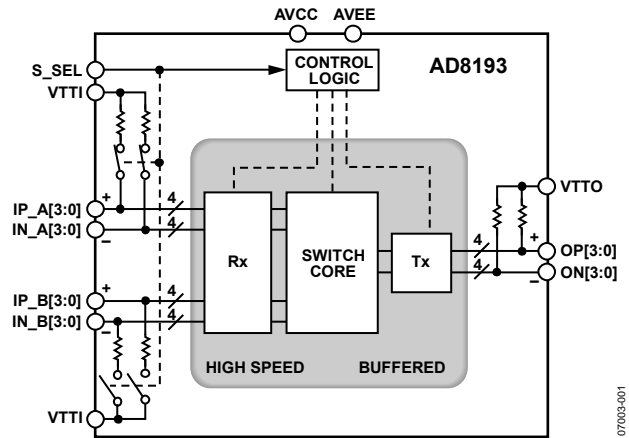 AVCC AVEE
S_SEL
CONTROL
LOGIC
AD8193
VTTI
VTTO
+
IP_A[3:0] 4
IN_A[3:0] 4
−
Rx
SWITCH
CORE
Tx
4 + OP[3:0]
4 − ON[3:0]
+
IP_B[3:0] 4
IN_B[3:0] 4
−
HIGH SPEED BUFFERED
VTTI
07003-001